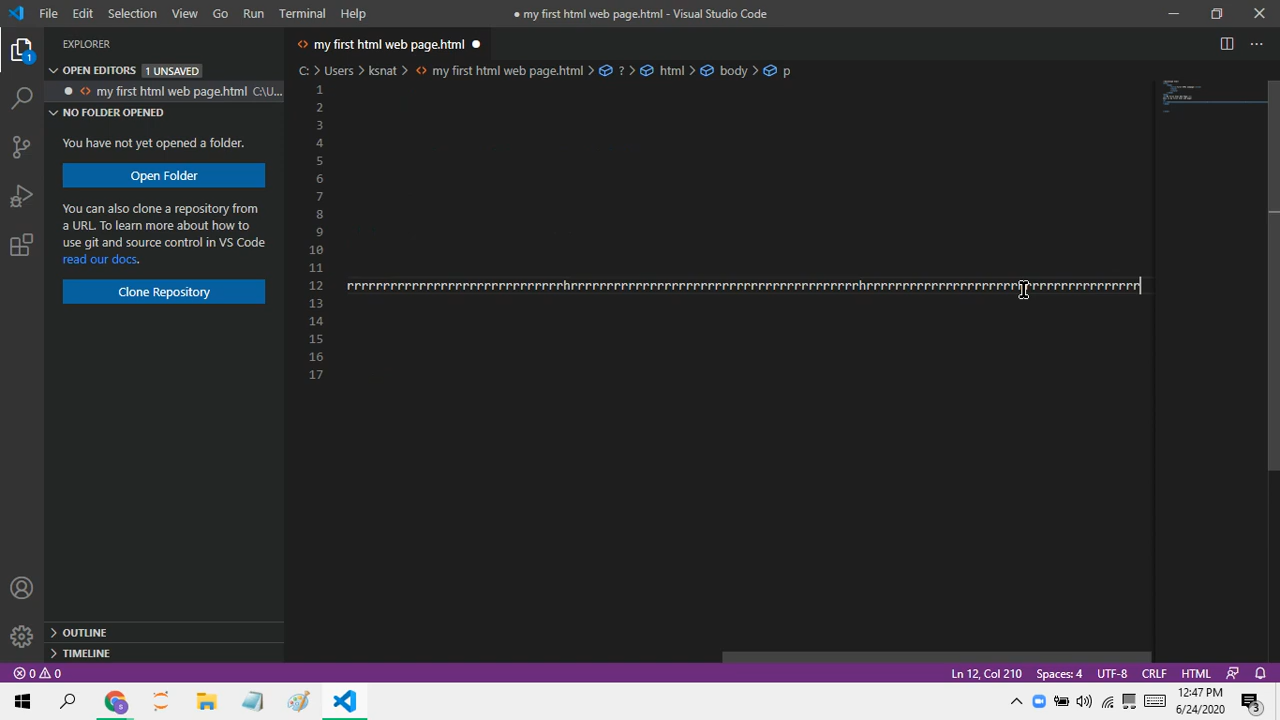 File Edit Selection View Go Run Terminal Help
● my first html web page.html - Visual Studio Code
EXPLORER
my first html web page.html ●
OPEN EDITORS 1 UNSAVED
● my first html web page.html C:\U...
C: > Users > ksnat > my first html web page.html > ? > html > body > p
NO FOLDER OPENED
You have not yet opened a folder.
Open Folder
You can also clone a repository from
a URL. To learn more about how to
use git and source control in VS Code
read our docs.
Clone Repository
1
2
3
4
5
6
7
8
9
10
11
12
13
14
15
16
17
OUTLINE
TIMELINE
0 0
Ln 12, Col 210 Spaces: 4 UTF-8 CRLF HTML
12:47 PM
6/24/2020
1
3